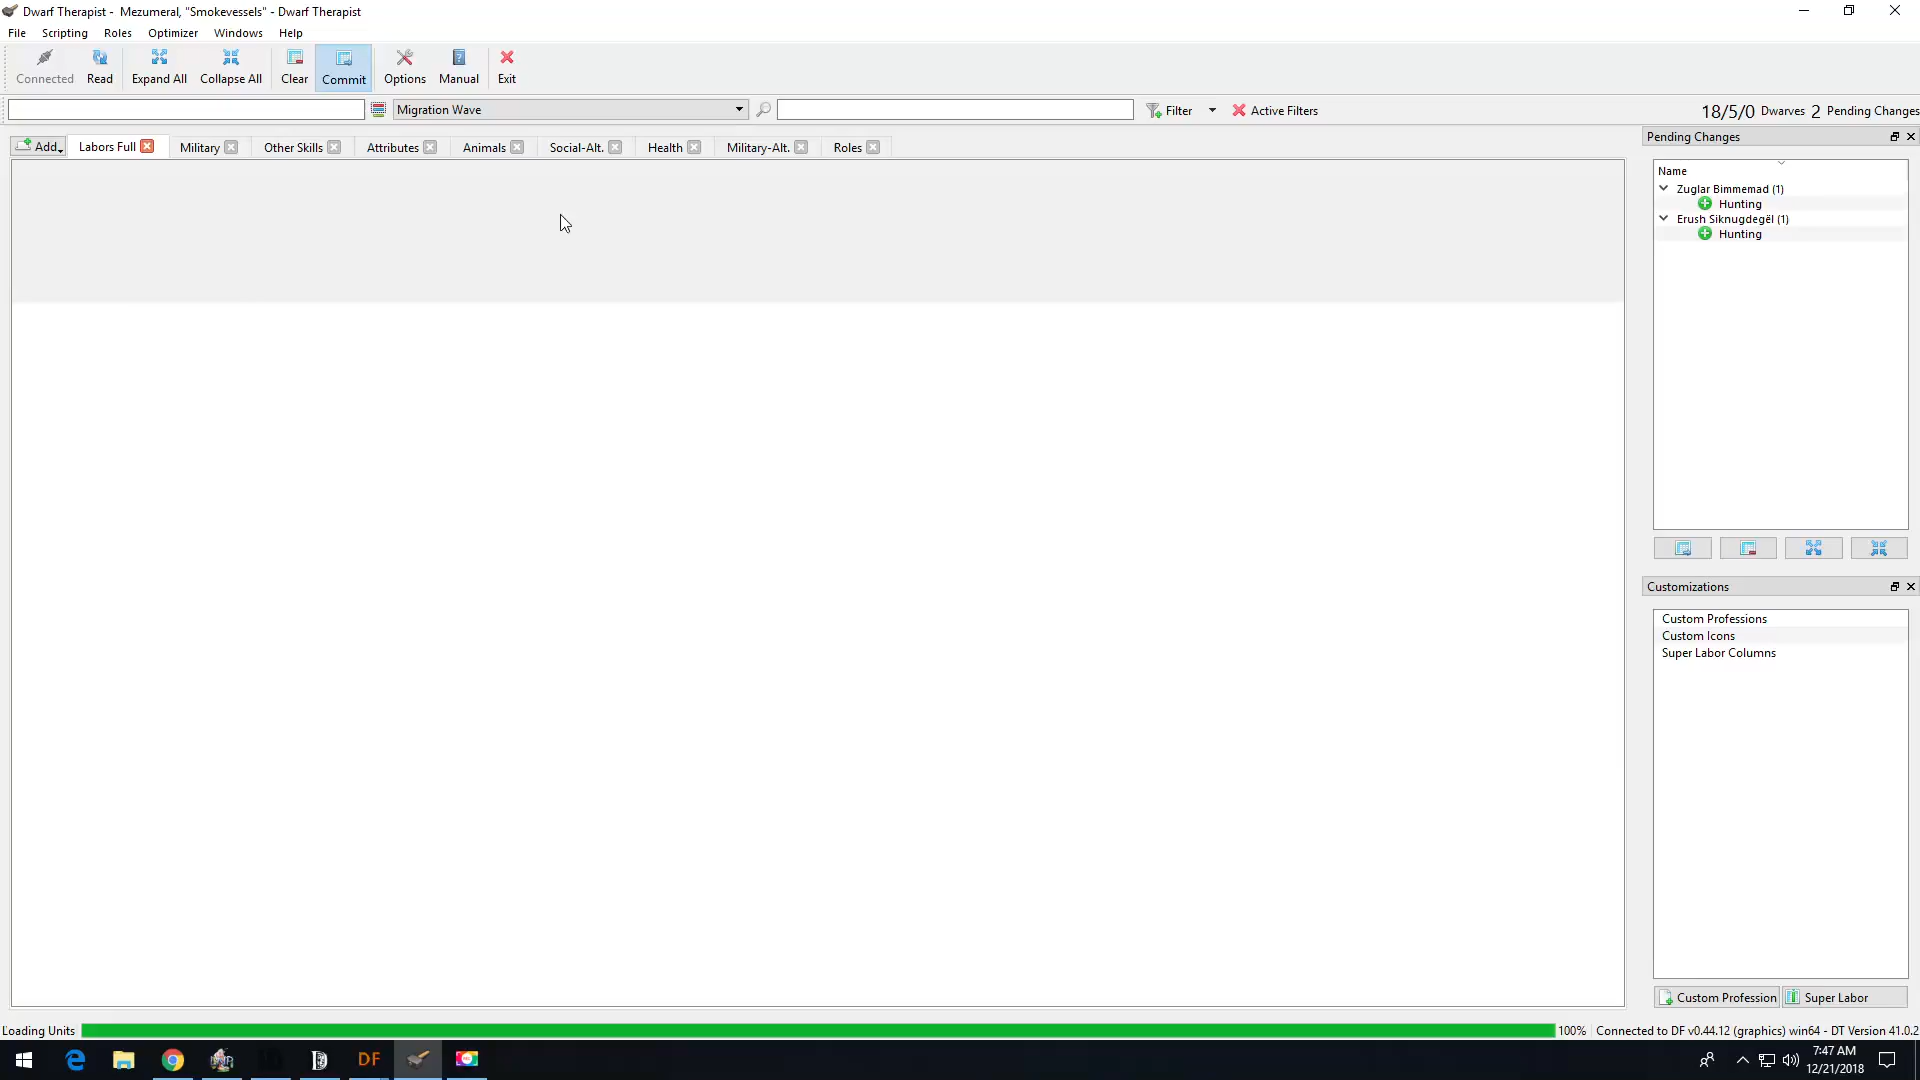 Dwarf Therapist - Mezumeral, "Smokevessels" - Dwarf Therapist
File Scripting Roles Optimizer Windows Help
Connected Read Expand All Collapse All Clear Commit Options Manual Exit
Migration Wave Filter Active Filters 18/5/0 Dwarves 2 Pending Changes
Add Labors Full Military Other Skills Attributes Animals Social-Alt. Health Military-Alt. Roles
Pending Changes
Name
Zuglar Bimmemad (1)
Hunting
Erush Siknugdegël (1)
Hunting
Customizations
Custom Professions
Custom Icons
Super Labor Columns
Custom Profession Super Labor
Loading Units 100% Connected to DF v0.44.12 (graphics) win64 - DT Version 41.0.2
DF
7:47 AM
12/21/2018